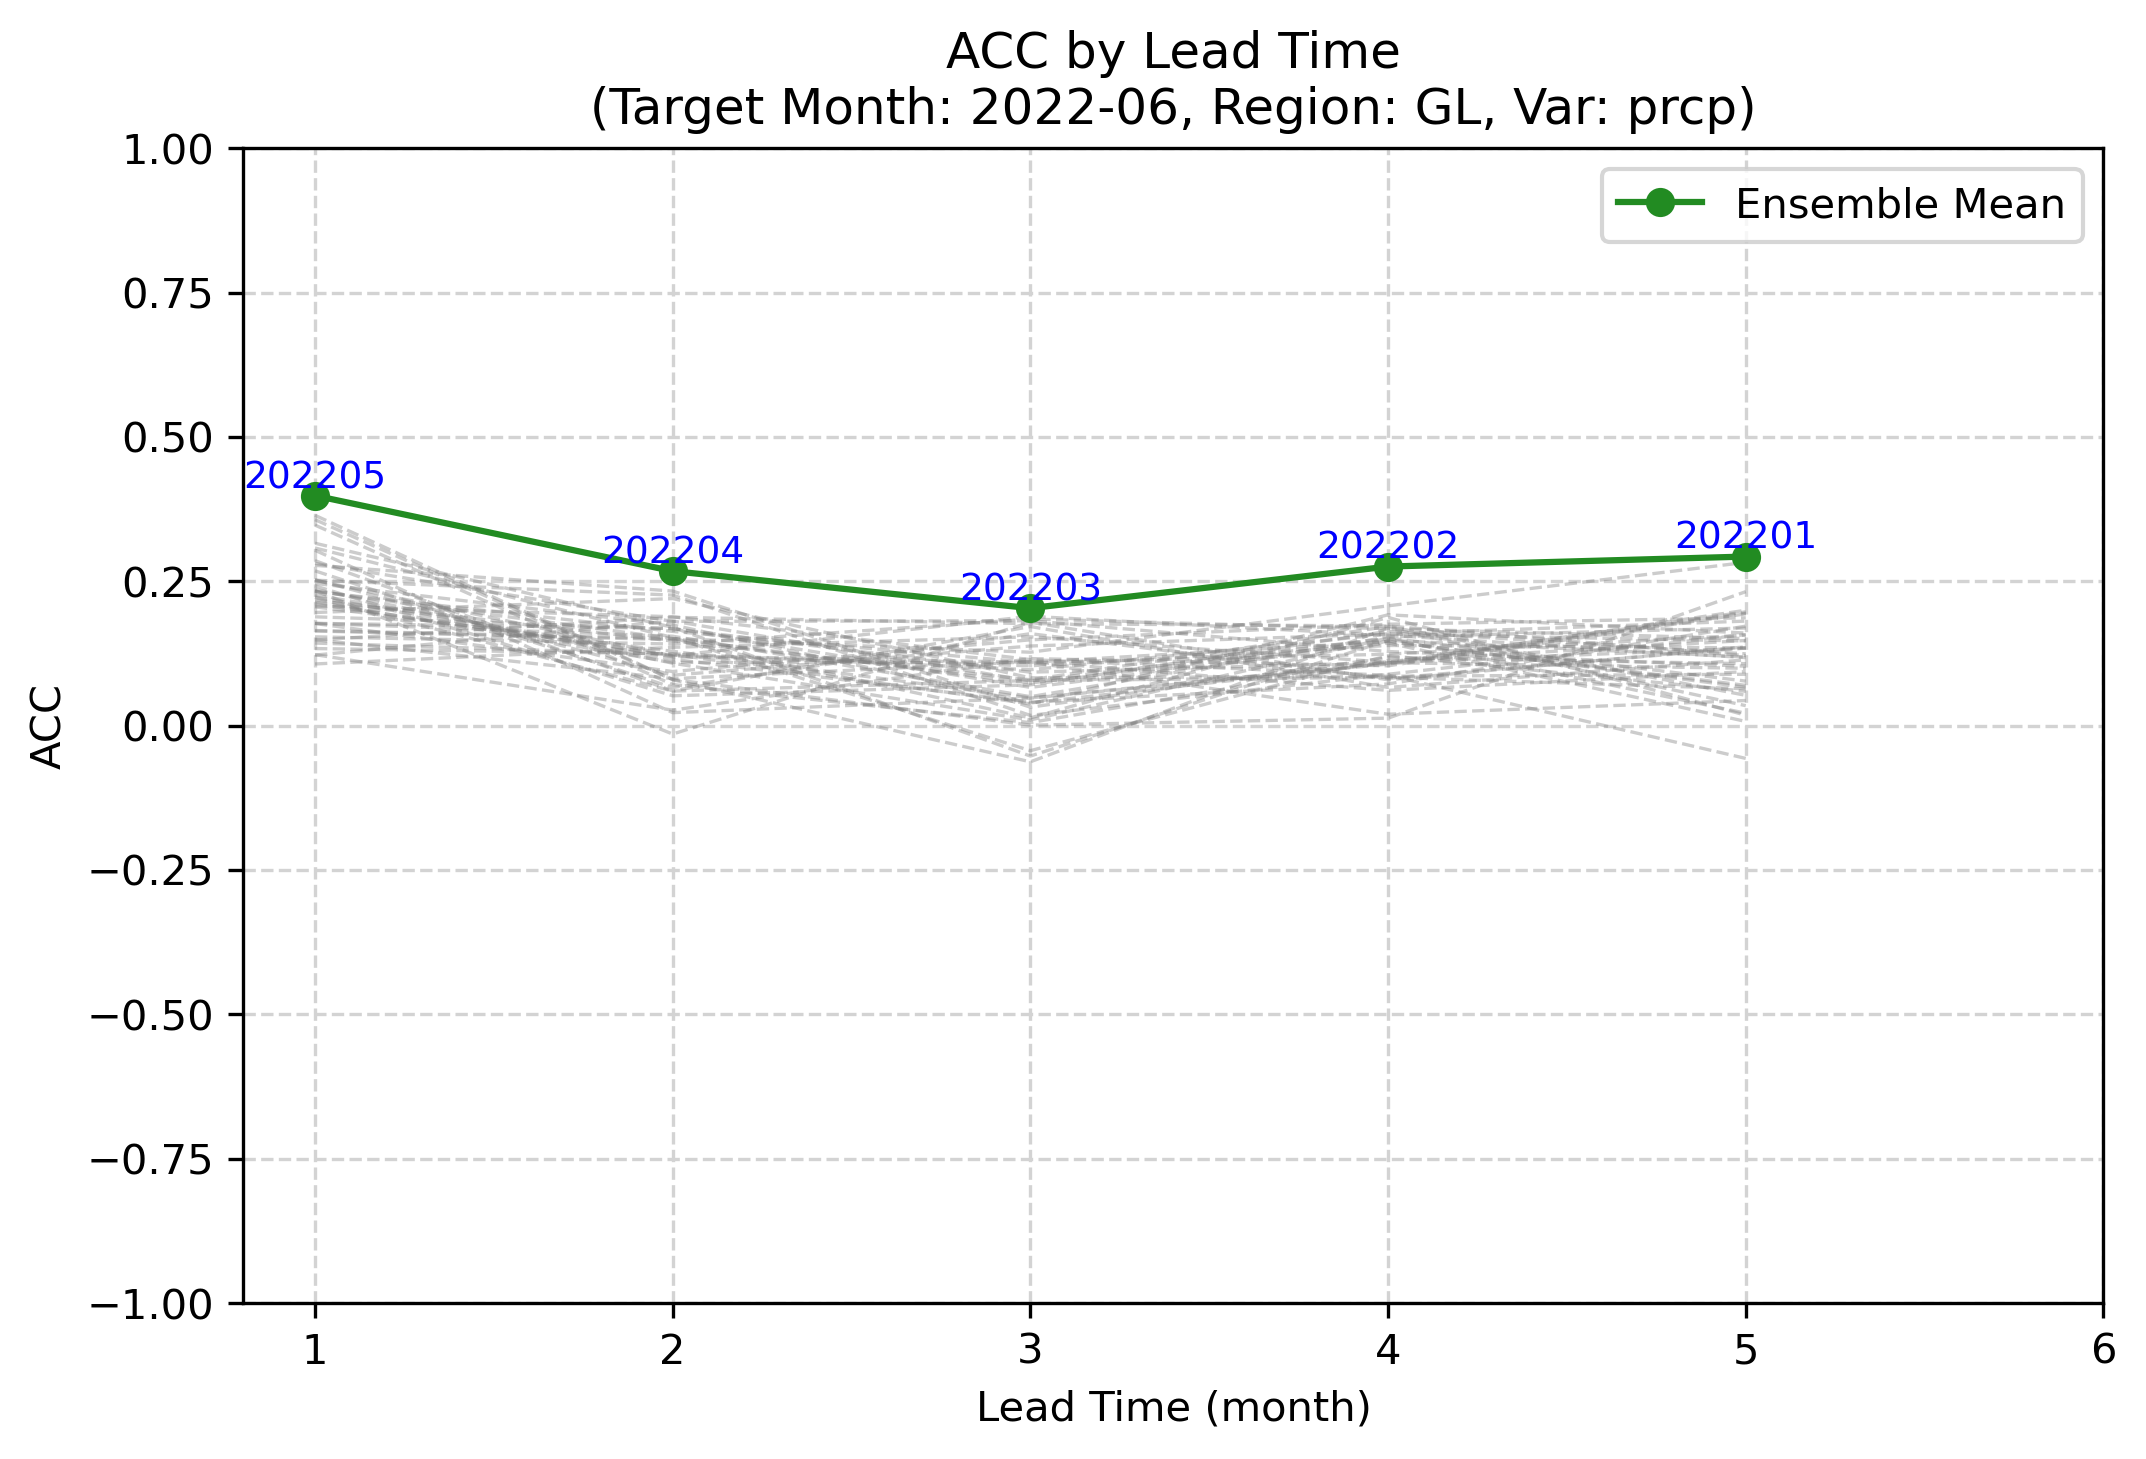 ACC by Lead Time
(Target Month: 2022-06, Region: GL, Var: prcp)
1.00
0.75
0.50
0.25
0.00
−0.25
−0.50
−0.75
−1.00
ACC
Ensemble Mean
202205
202204
202203
202202
202201
1 2 3 4 5 6
Lead Time (month)